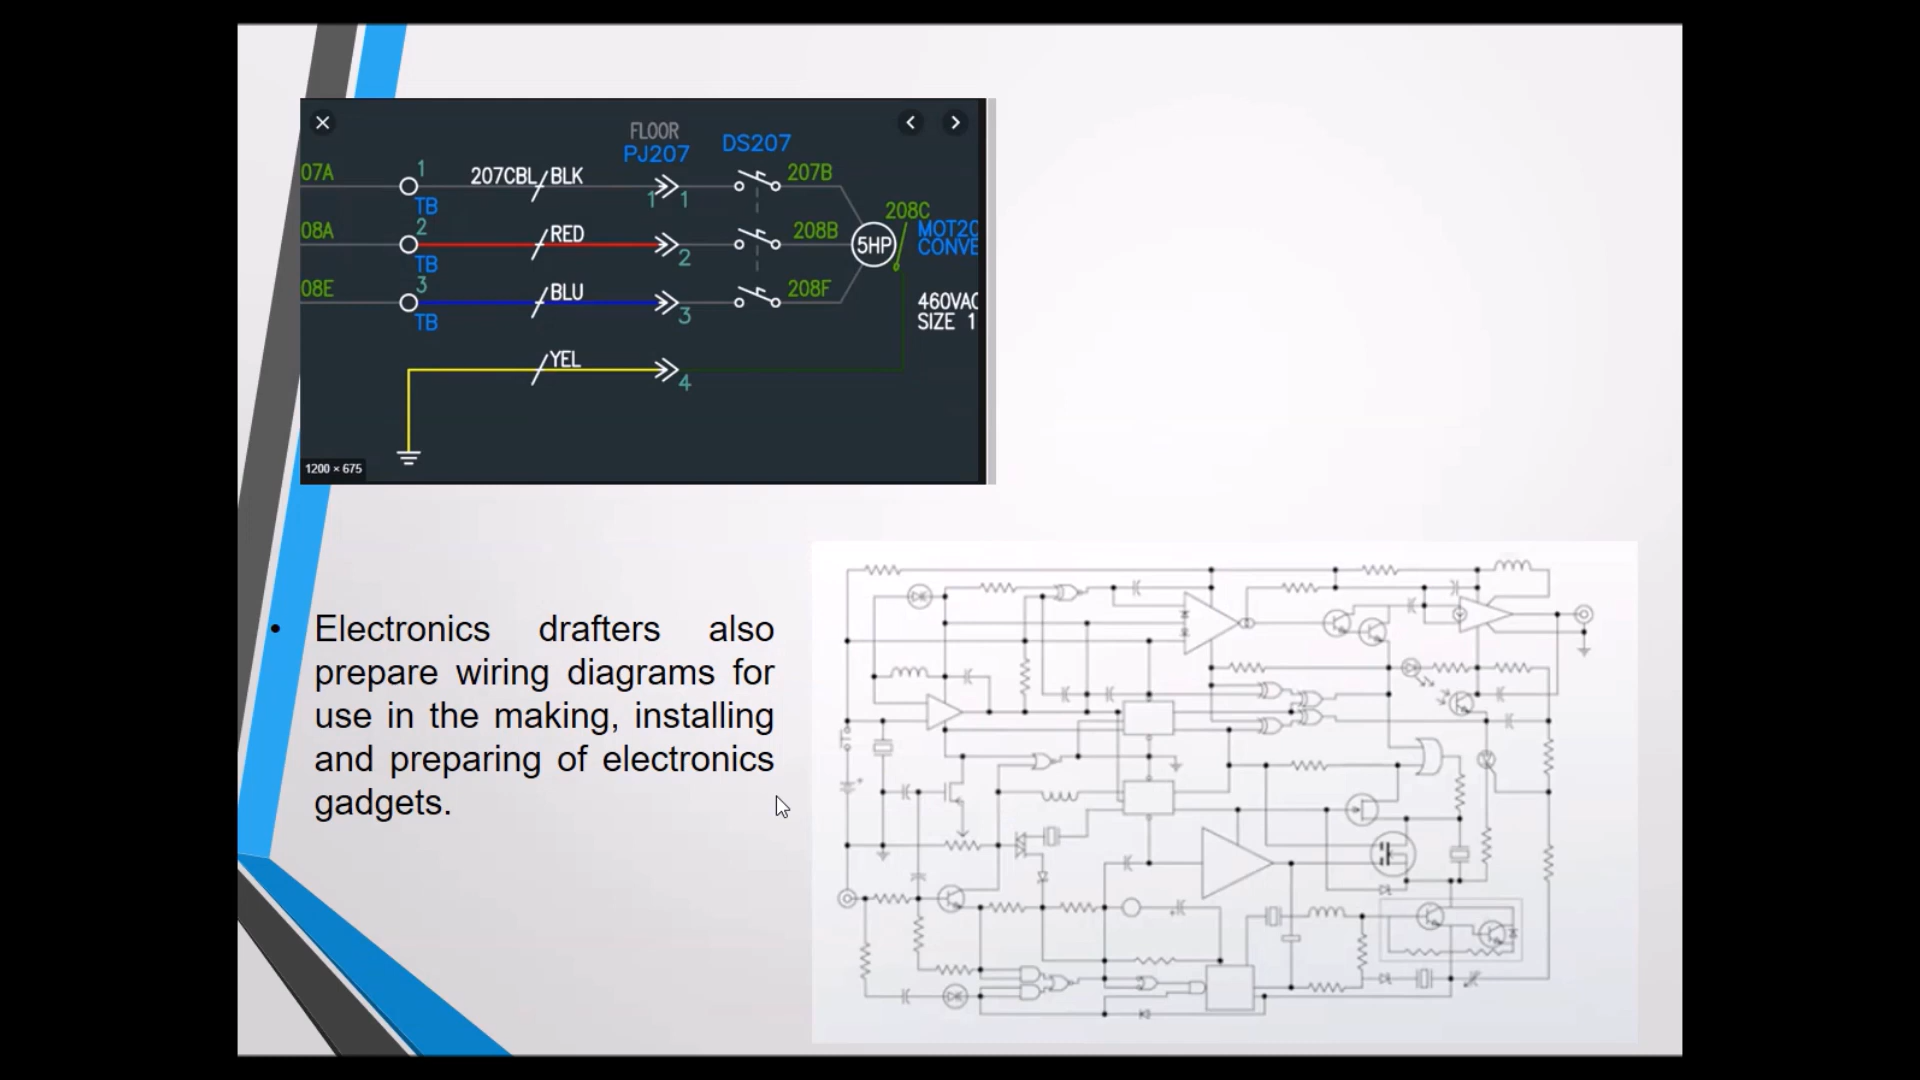 FLOOR
PJ207 DS207
07A 1 207CBL BLK 1 1 207B
TB
208C
08A 2 RED 2 208B 5HP MOT20
CONVE
TB
08E 3 BLU 3 208F 460VAC
TB SIZE 1
YEL 4
1200 × 675
• Electronics drafters also
prepare wiring diagrams for
use in the making, installing
and preparing of electronics
gadgets.